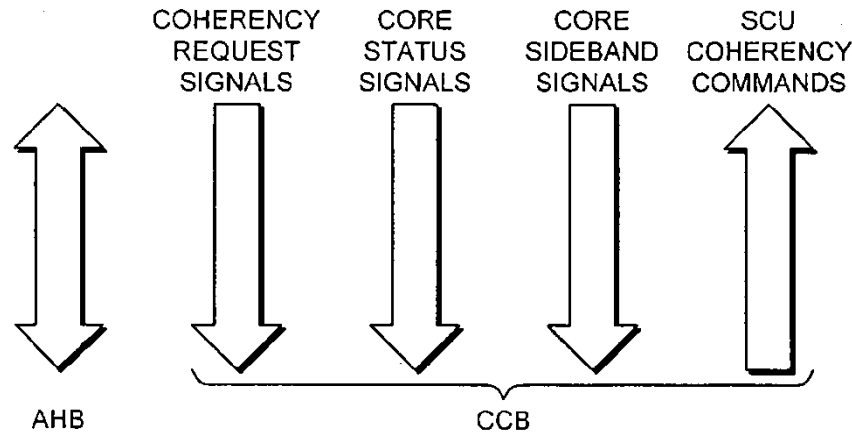 COHERENCY
REQUEST
SIGNALS
CORE
STATUS
SIGNALS
CORE
SIDEBAND
SIGNALS
SCU
COHERENCY
COMMANDS
AHB
CCB